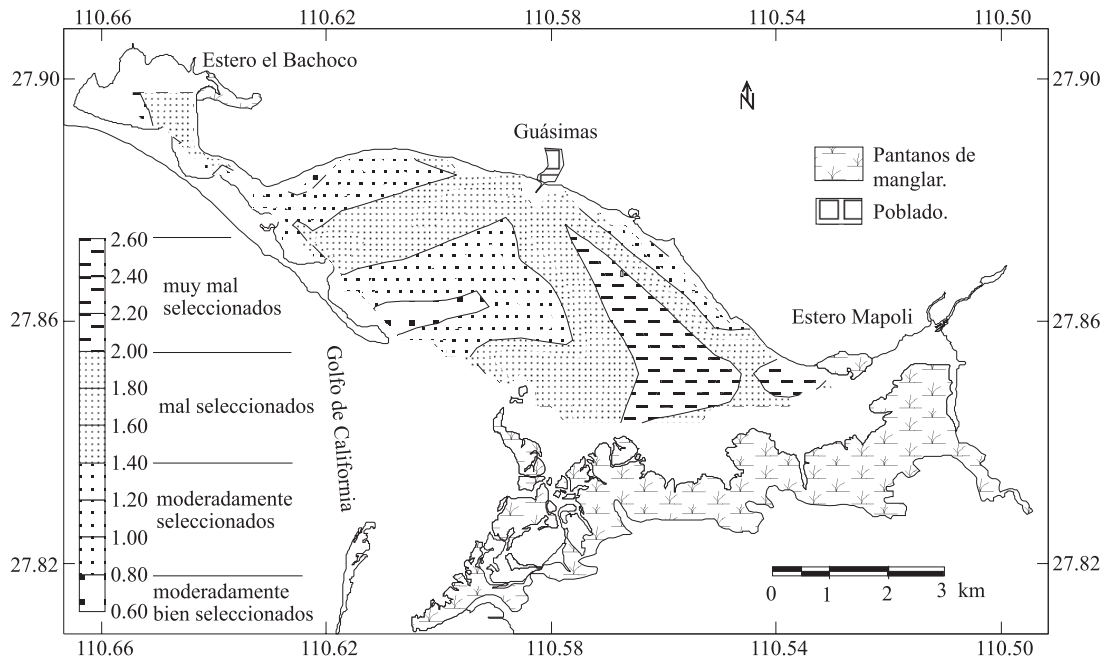 110.66 110.62 110.58 110.54 110.50
Estero el Bachoco
27.90 27.90
N
Guásimas
Pantanos de
manglar.
Poblado.
2.60
2.40
muy mal
seleccionados
2.20
2.00
27.86 27.86
Estero Mapoli
Golfo de California
1.80
mal seleccionados
1.60
1.40
1.20
moderadamente
seleccionados
1.00
0.80
27.82 27.82
moderadamente
bien seleccionados
0.60
0 1 2 3 km
110.66 110.62 110.58 110.54 110.50